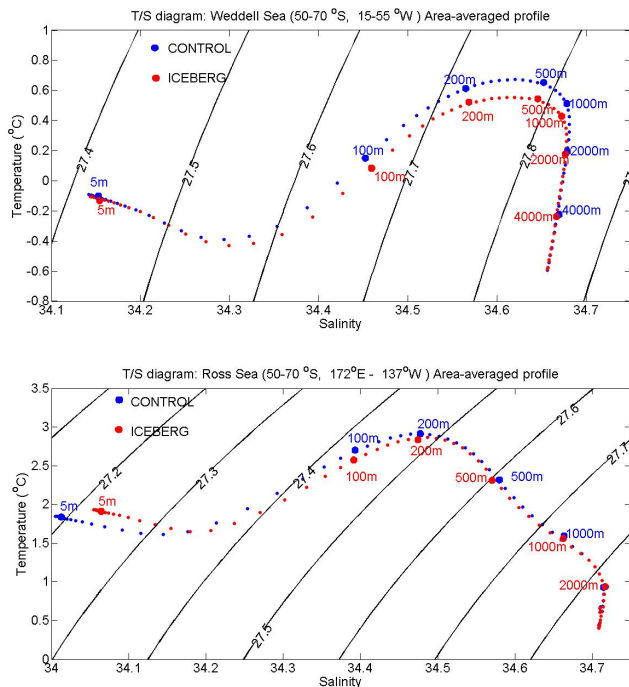 T/S diagram: Weddell Sea (50-70 °S, 15-55 °W ) Area-averaged profile
1
0.8
0.6
0.4
0.2
0
-0.2
-0.4
-0.6
-0.8
Temperature (°C)
CONTROL
ICEBERG
27.4
27.5
27.6
27.7
27.8
5m
5m
100m
100m
200m
200m
500m
500m
1000m
1000m
2000m
2000m
4000m
4000m
34.1
34.2
34.3
34.4
34.5
34.6
34.7
Salinity
T/S diagram: Ross Sea (50-70 °S, 172°E - 137°W ) Area-averaged profile
3.5
3
2.5
2
1.5
1
0.5
0
Temperature (°C)
CONTROL
ICEBERG
27.2
27.3
27.4
27.5
27.6
27.7
5m
5m
100m
100m
200m
200m
500m
500m
1000m
1000m
2000m
34
34.1
34.2
34.3
34.4
34.5
34.6
34.7
Salinity